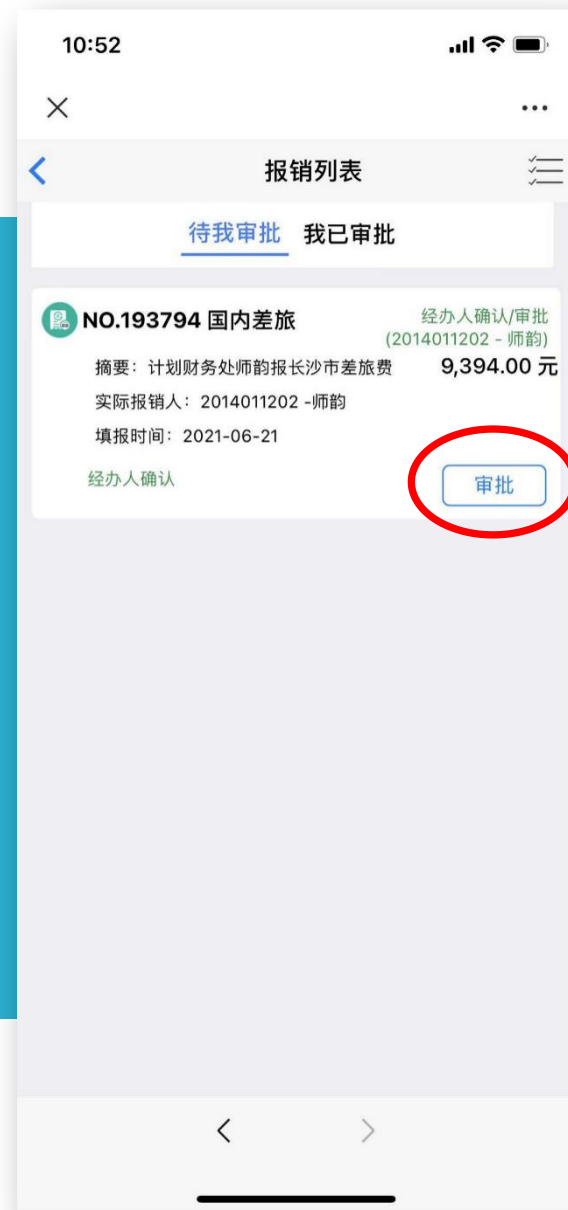 10:52
报销列表
待我审批 我已审批
NO.193794 国内差旅
经办人确认/审批
(2014011202 - 师韵)
摘要：计划财务处师韵报长沙市差旅费 9,394.00 元
实际报销人：2014011202 -师韵
填报时间：2021-06-21
经办人确认
审批